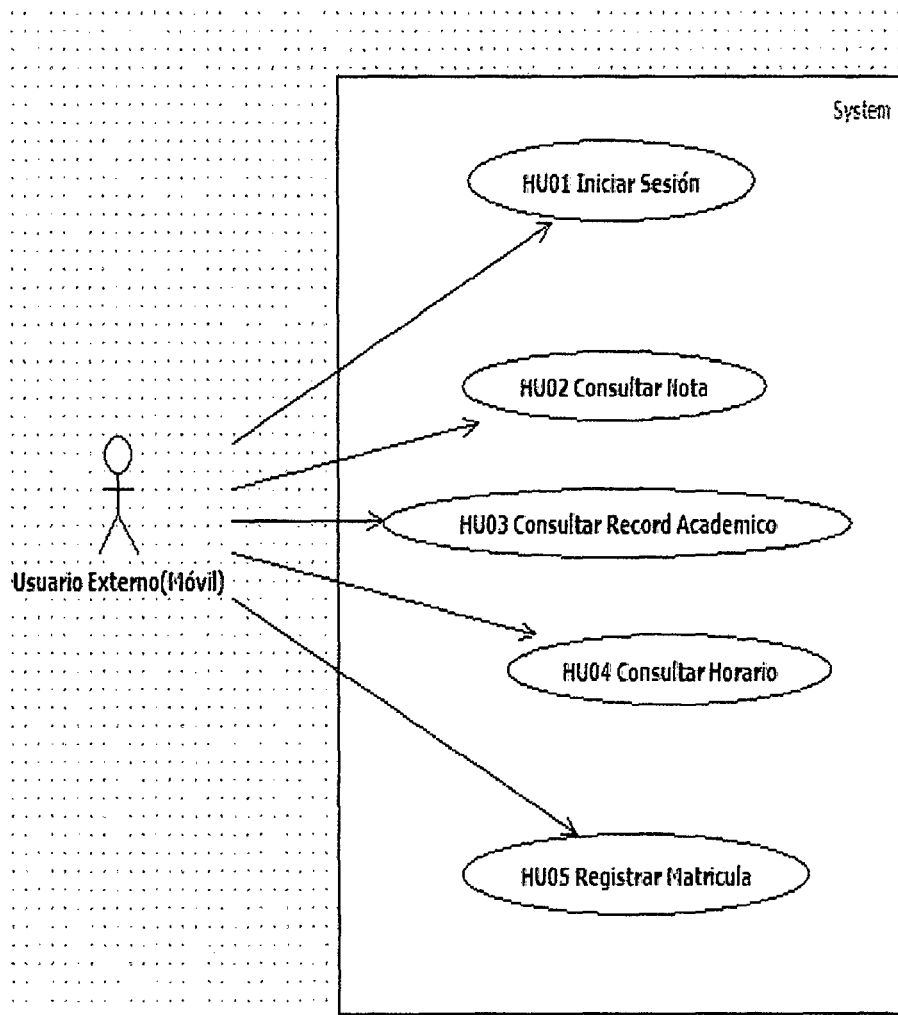 System
HU01 Iniciar Sesión
HU02 Consultar Nota
HU03 Consultar Record Academico
Usuario Externo(Móvil)
HU04 Consultar Horario
HU05 Registrar Matricula